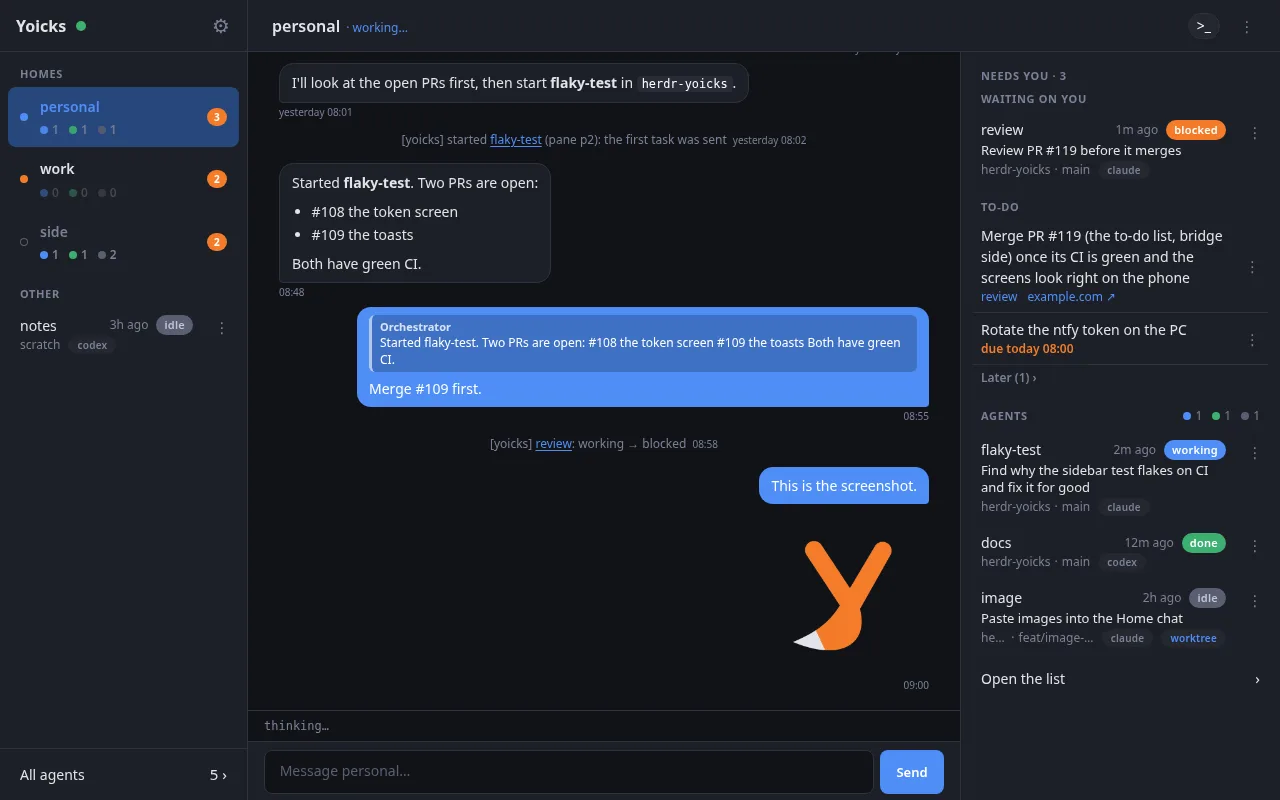 Yoicks
HOMES
personal
3
1 1 1
work
2
0 0 0
side
2
1 1 2
OTHER
notes 3h ago idle
scratch codex
All agents 5 ›
personal · working…
>_
I'll look at the open PRs first, then start flaky-test in herdr-yoicks.
yesterday 08:01
[yoicks] started flaky-test (pane p2): the first task was sent yesterday 08:02
Started flaky-test. Two PRs are open:
• #108 the token screen
• #109 the toasts
Both have green CI.
08:48
Orchestrator
Started flaky-test. Two PRs are open: #108 the token screen #109 the toasts Both have green
CI.
Merge #109 first.
08:55
[yoicks] review: working → blocked 08:58
This is the screenshot.
09:00
thinking…
Message personal…
Send
NEEDS YOU · 3
WAITING ON YOU
review 1m ago blocked
Review PR #119 before it merges
herdr-yoicks · main claude
TO-DO
Merge PR #119 (the to-do list, bridge
side) once its CI is green and the
screens look right on the phone
review example.com ↗
Rotate the ntfy token on the PC
due today 08:00
Later (1) ›
AGENTS 1 1 1
flaky-test 2m ago working
Find why the sidebar test flakes on CI
and fix it for good
herdr-yoicks · main claude
docs 12m ago done
herdr-yoicks · main codex
image 2h ago idle
Paste images into the Home chat
he… · feat/image-… claude worktree
Open the list ›